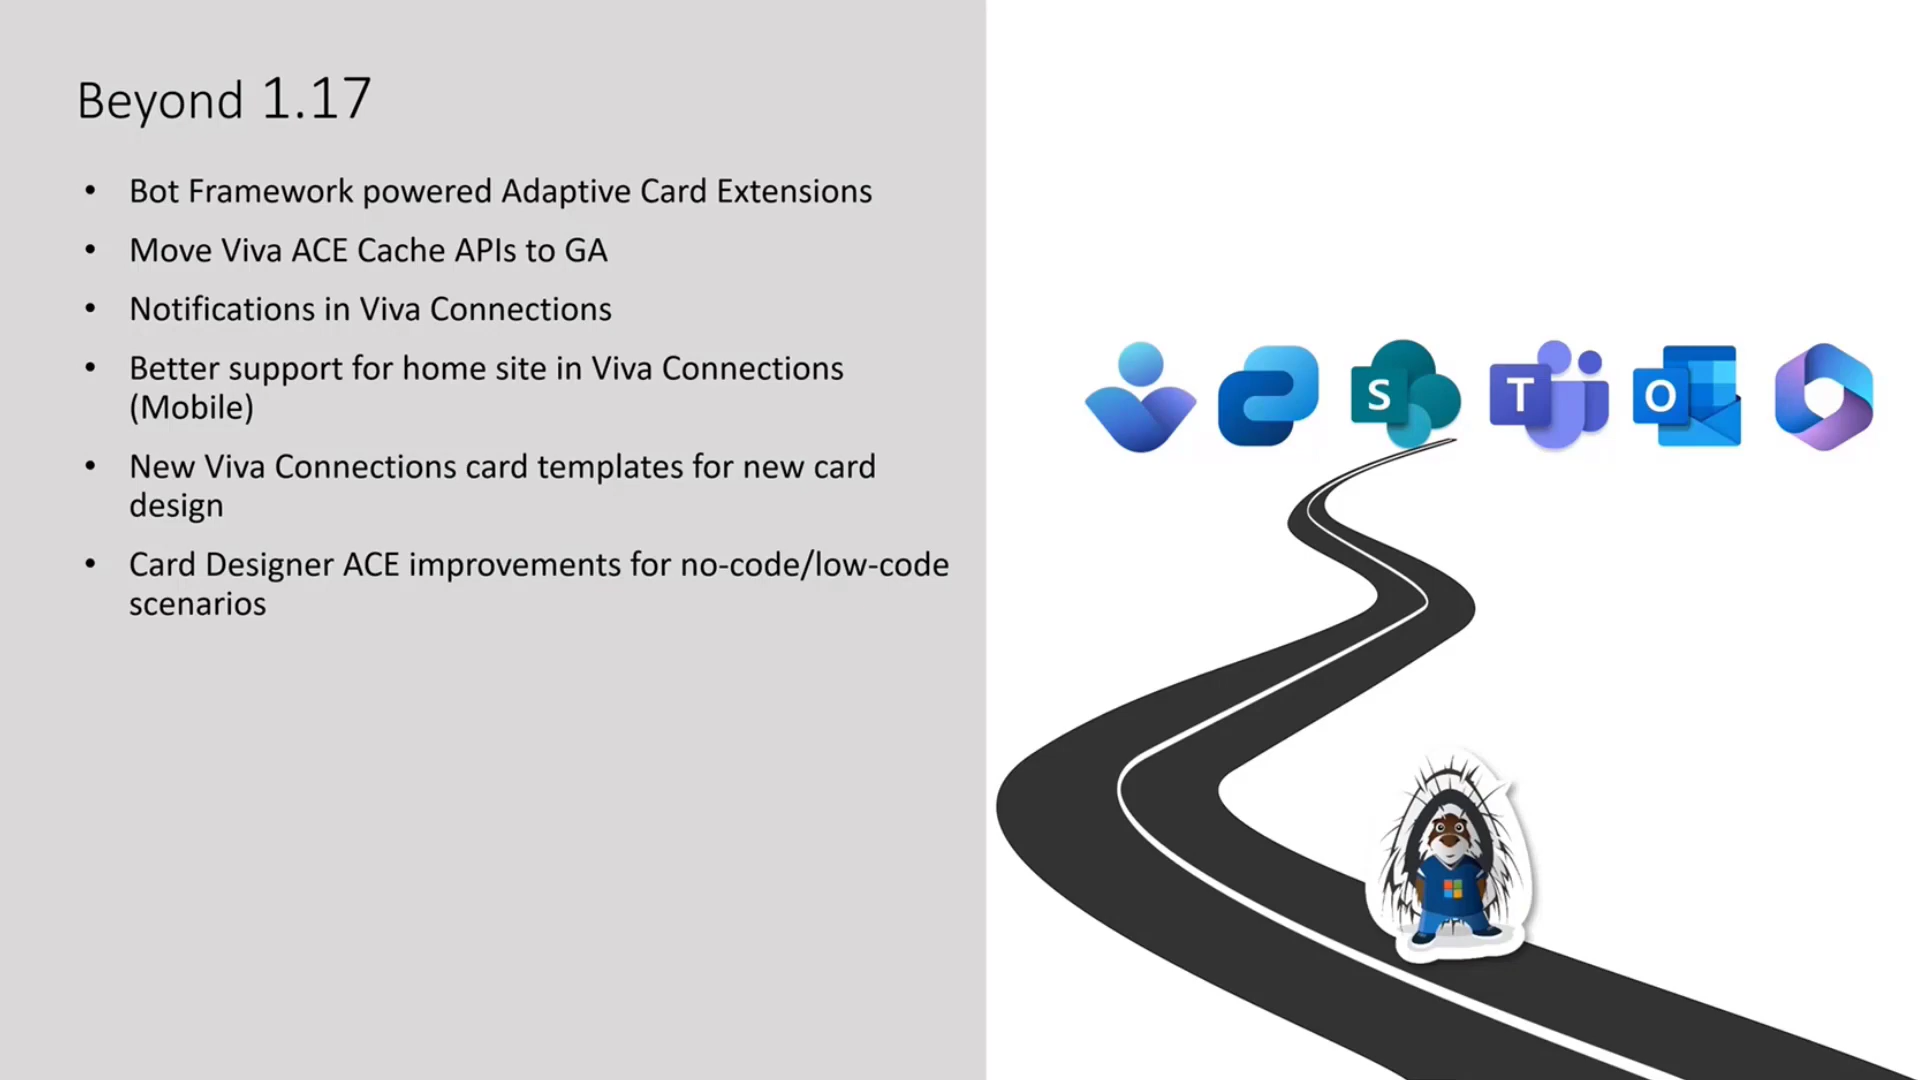 Beyond 1.17
• Bot Framework powered Adaptive Card Extensions
• Move Viva ACE Cache APIs to GA
• Notifications in Viva Connections
• Better support for home site in Viva Connections
(Mobile)
• New Viva Connections card templates for new card
design
• Card Designer ACE improvements for no-code/low-code
scenarios
S T O